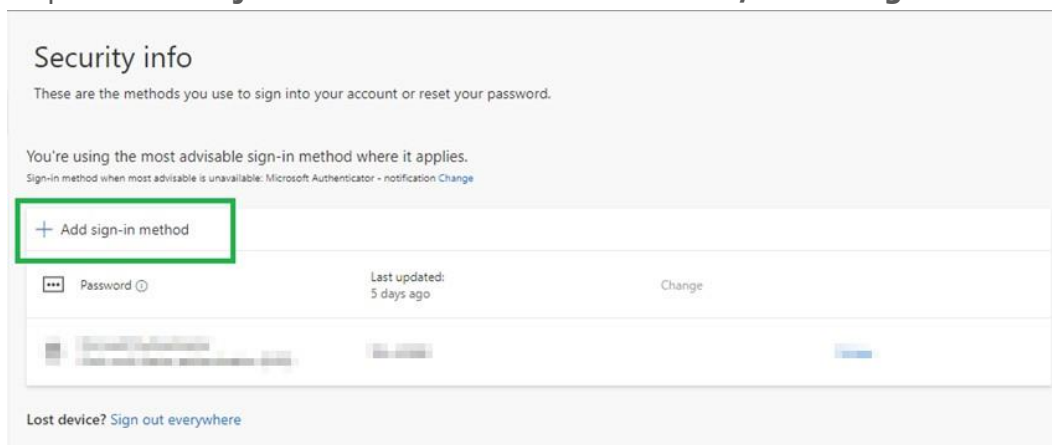 Security info
These are the methods you use to sign into your account or reset your password.
You're using the most advisable sign-in method where it applies.
Sign-in method when most advisable is unavailable: Microsoft Authenticator - notification Change
+ Add sign-in method
Password
Last updated:
5 days ago
Change
Lost device? Sign out everywhere